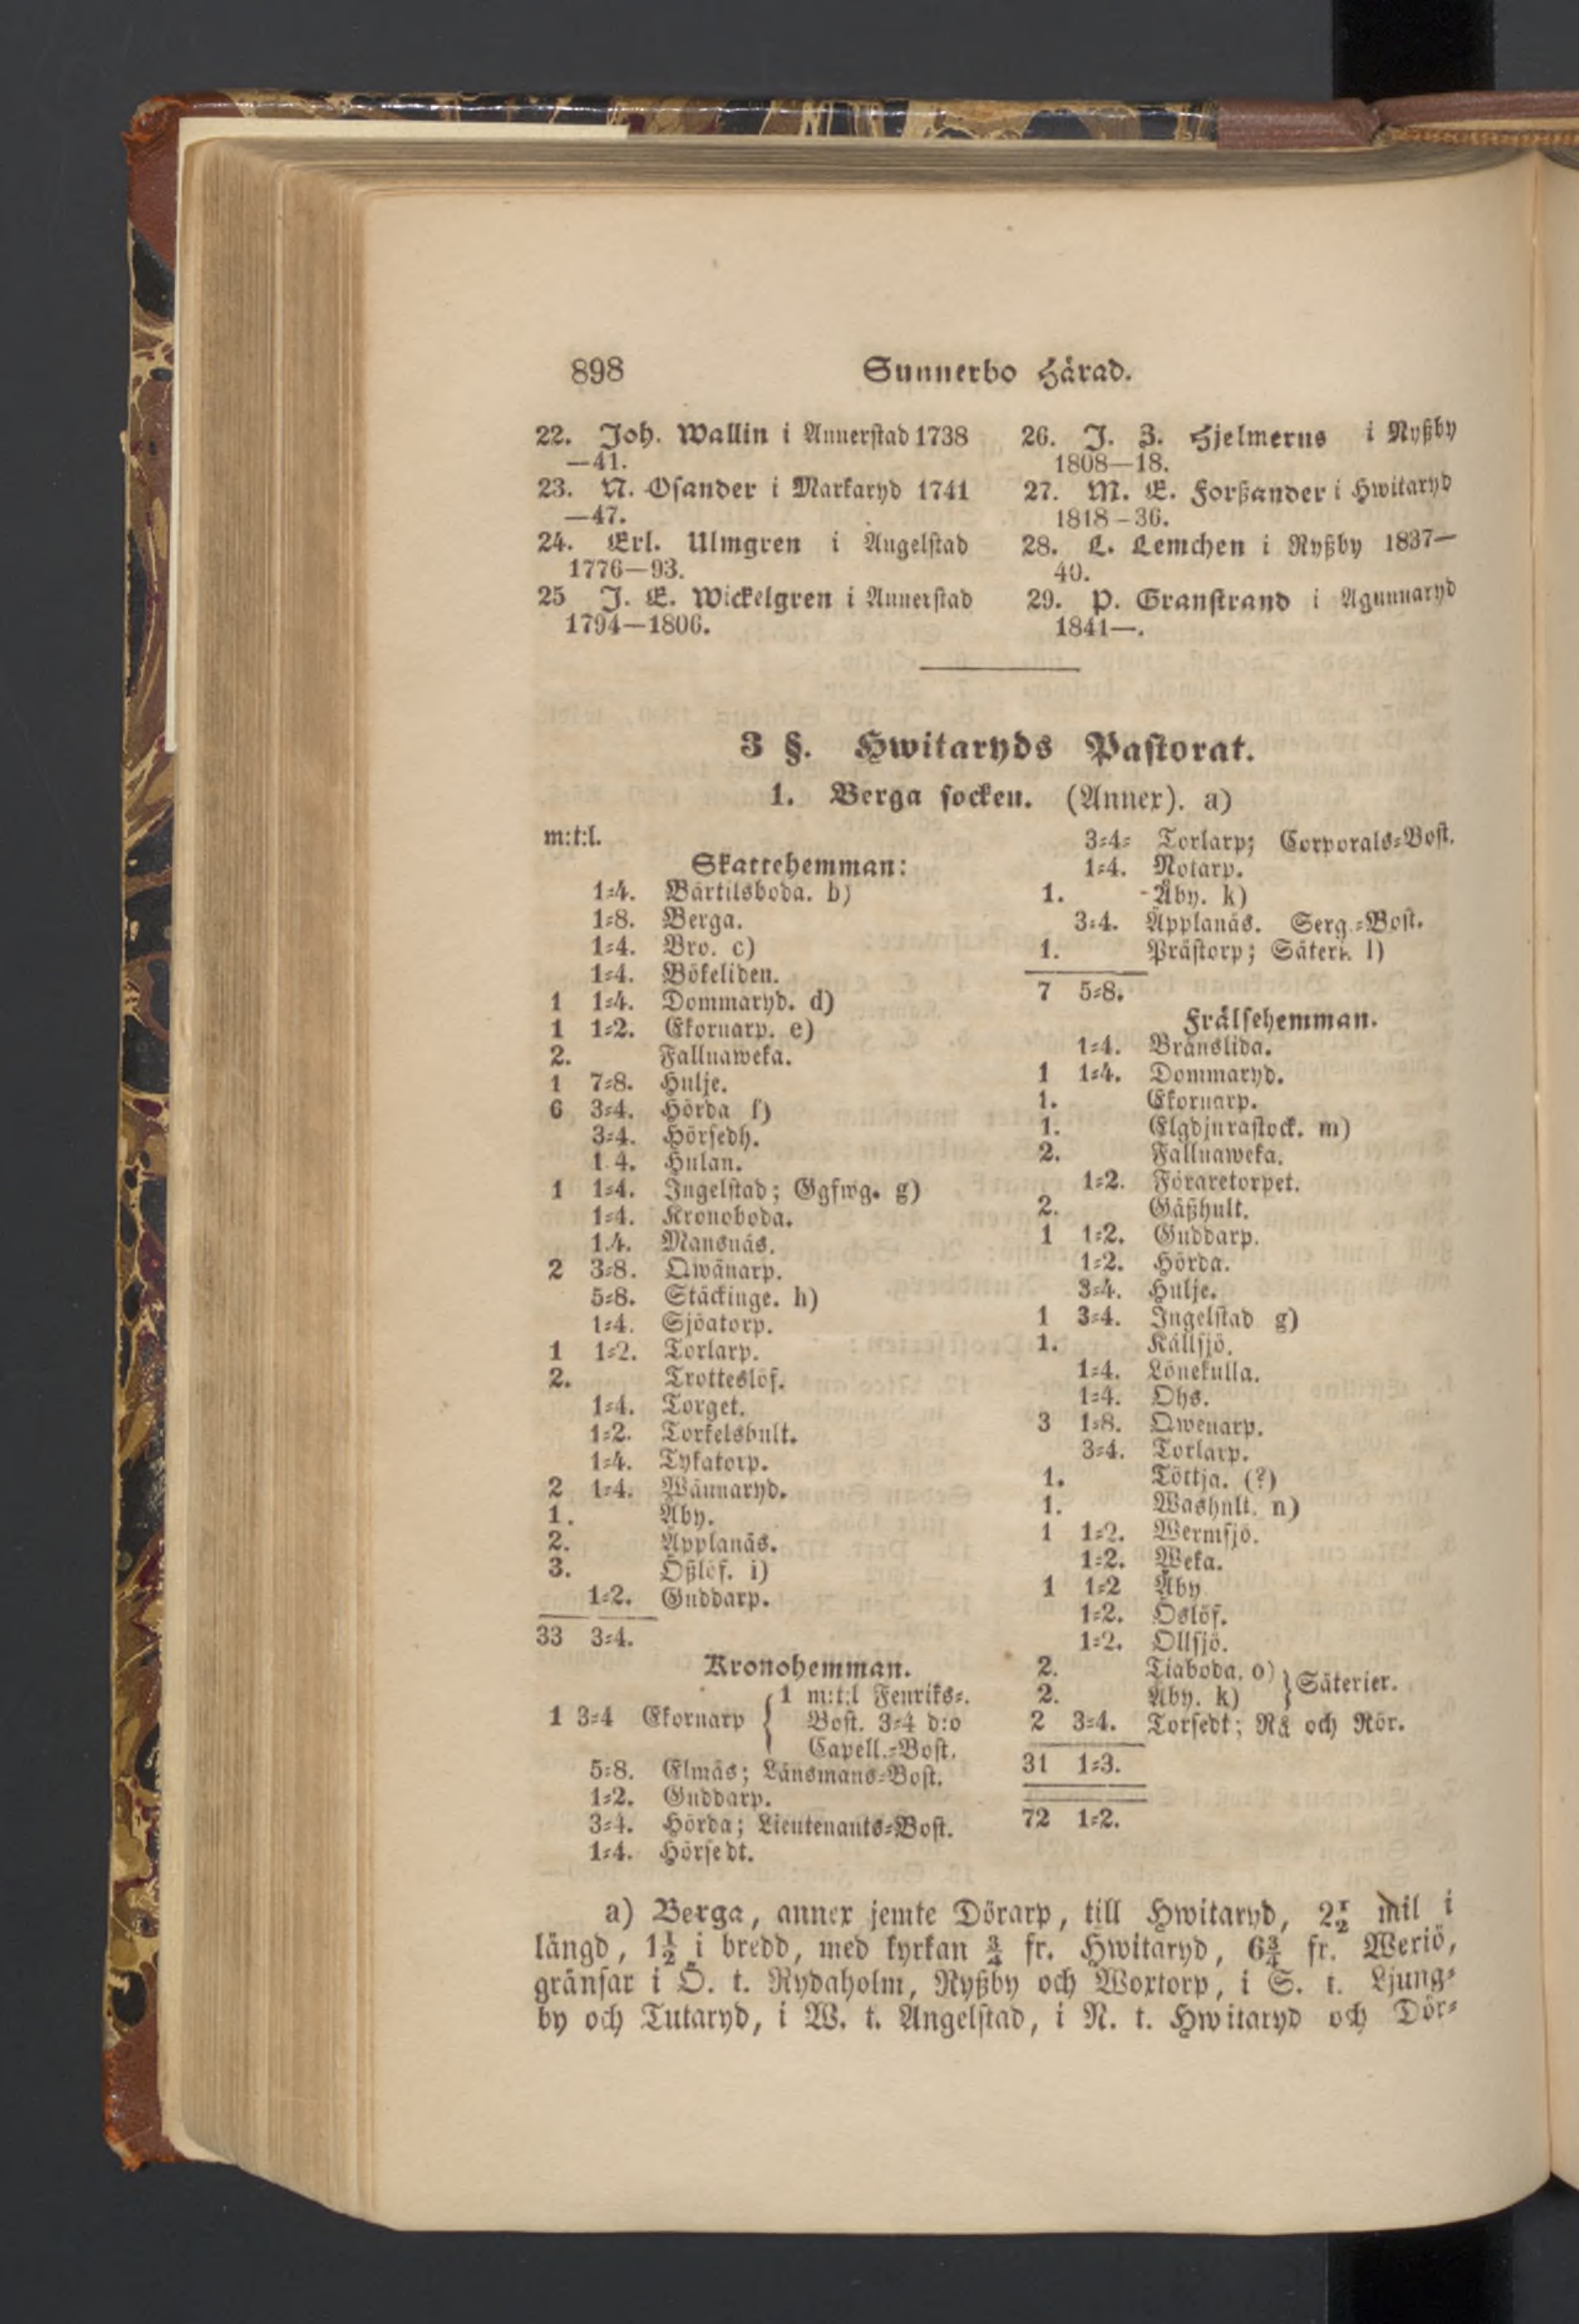 898 Sunnerbo Härad.
22. Joh. Wallin i Annerstad 1738
—41.
23. N. Osander i Markaryd 1741
—47.
24. Erl. Ulmgren i Angelstad
1776—93.
25 J. E. Wickelgren i Annerstad
1794—1806.
26. J. Z. Hjelmerus i Ryßby
1808—18.
27. M. E. Forßander i Hwitaryd
1818–36.
28. L. Lemchen i Ryßby 1837—
40.
29. P. Granstrand i Agunnaryd
1841—.
3 §. Hwitaryds Pastorat.
1. Berga socken. (Annex). a)
m:t:l.
Skattehemman:
1-4. Bärtilsboda. b)
1-8. Berga.
1-4. Bro. c)
1-4. Bökeliden.
1 1-4. Dommaryd. d)
1 1-2. Ekornarp. e)
2. Fallnaweka.
1 7-8. Hulje.
6 3-4. Hörda f)
3-4. Hörsedh.
1 4. Hulan.
1 1-4. Ingelstad; Ggfwg. g)
1-4. Kronoboda.
1.4. Mansnäs.
2 3-8. Qwänarp.
5-8. Stäckinge. h)
1-4. Sjöatorp.
1 1-2. Torlarp.
2. Trotteslöf.
1-4. Torget.
1-2. Torkelshult.
1-4. Tykatorp.
2 1-4. Wännaryd.
1. Åby.
2. Äpplanäs.
3. Ößlöf. i)
1-2. Guddarp.
33 3-4.
Kronohemman.
1 3-4 Ekornarp { 1 m:t:l Fenriks-
Bost. 3-4 d:o
Capell.-Bost.
5-8. Elmäs; Länsmans-Bost.
1-2. Guddarp.
3-4. Hörda; Lieutenants-Bost.
1-4. Hörsedt.
3-4- Torlarp; Corporals-Bost.
1-4. Notarp.
1. Åby. k)
3-4. Äpplanäs. Serg.-Bost.
1. Prästorp; Säteri. l)
7 5-8.
Frälsehemman.
1-4. Bränslida.
1 1-4. Dommaryd.
1. Ekornarp.
1. Elgdjurastock. m)
2. Fallnaweka.
1-2. Föraretorpet.
2. Gäßhult.
1 1-2. Guddarp.
1-2. Hörda.
3-4. Hulje.
1 3-4. Ingelstad g)
1. Källsjö.
1-4. Lönekulla.
1-4. Ohs.
3 1-8. Qwenarp.
3-4. Torlarp.
1. Töttja. (?)
1. Washult. n)
1 1-2. Wermsjö.
1-2. Weka.
1 1-2 Åby
1-2. Öslöf.
1-2. Ollsjö.
2. Tiaboda. o) } Säterier.
2. Åby. k)
2 3-4. Torsedt; Rå och Rör.
31 1-3.
72 1-2.
a) Berga, annex jemte Dörarp, till Hwitaryd, 2½ mil i
längd, 1½ i bredd, med kyrkan ¾ fr. Hwitaryd, 6¾ fr. Wexiö,
gränsar i Ö. t. Rydaholm, Ryßby och Woxtorp, i S. t. Ljung-
by och Tutaryd, i W. t. Angelstad, i N. t. Hwitaryd och Dör-